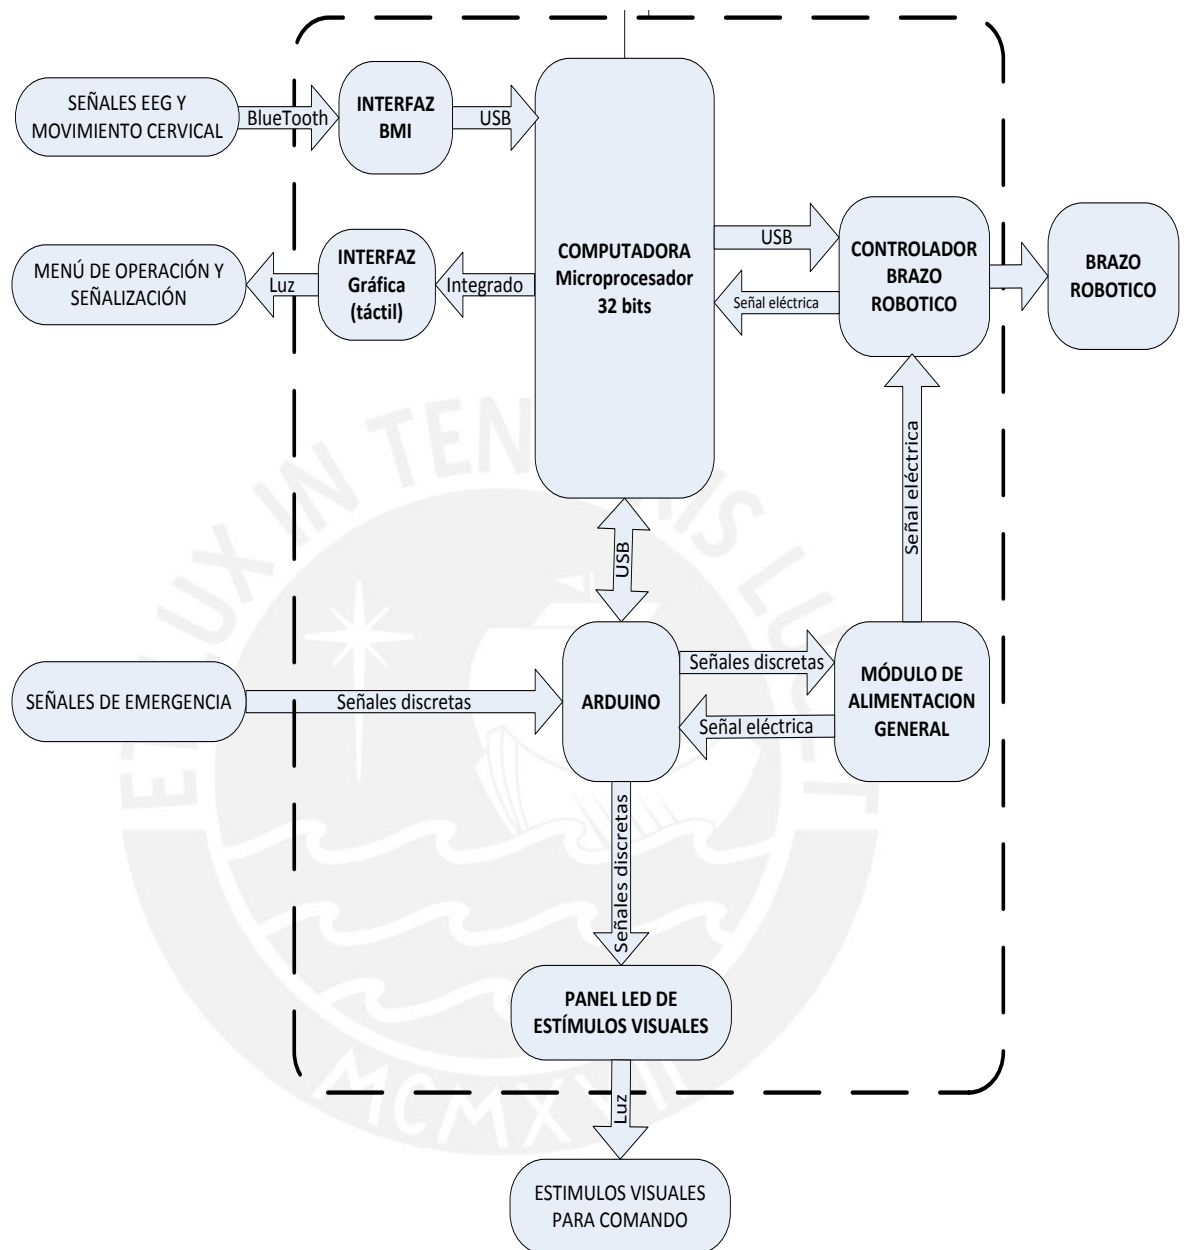 SEÑALES EEG Y
MOVIMIENTO CERVICAL
BlueTooth
INTERFAZ
BMI
USB
COMPUTADORA
Microprocesador
32 bits
USB
Señal eléctrica
CONTROLADOR
BRAZO
ROBOTICO
BRAZO
ROBOTICO
MENÚ DE OPERACIÓN Y
SEÑALIZACIÓN
Luz
INTERFAZ
Gráfica
(táctil)
Integrado
Señal eléctrica
USB
SEÑALES DE EMERGENCIA
Señales discretas
ARDUINO
Señales discretas
Señal eléctrica
MÓDULO DE
ALIMENTACION
GENERAL
Señales discretas
PANEL LED DE
ESTÍMULOS VISUALES
Luz
ESTIMULOS VISUALES
PARA COMANDO
MCMXVII